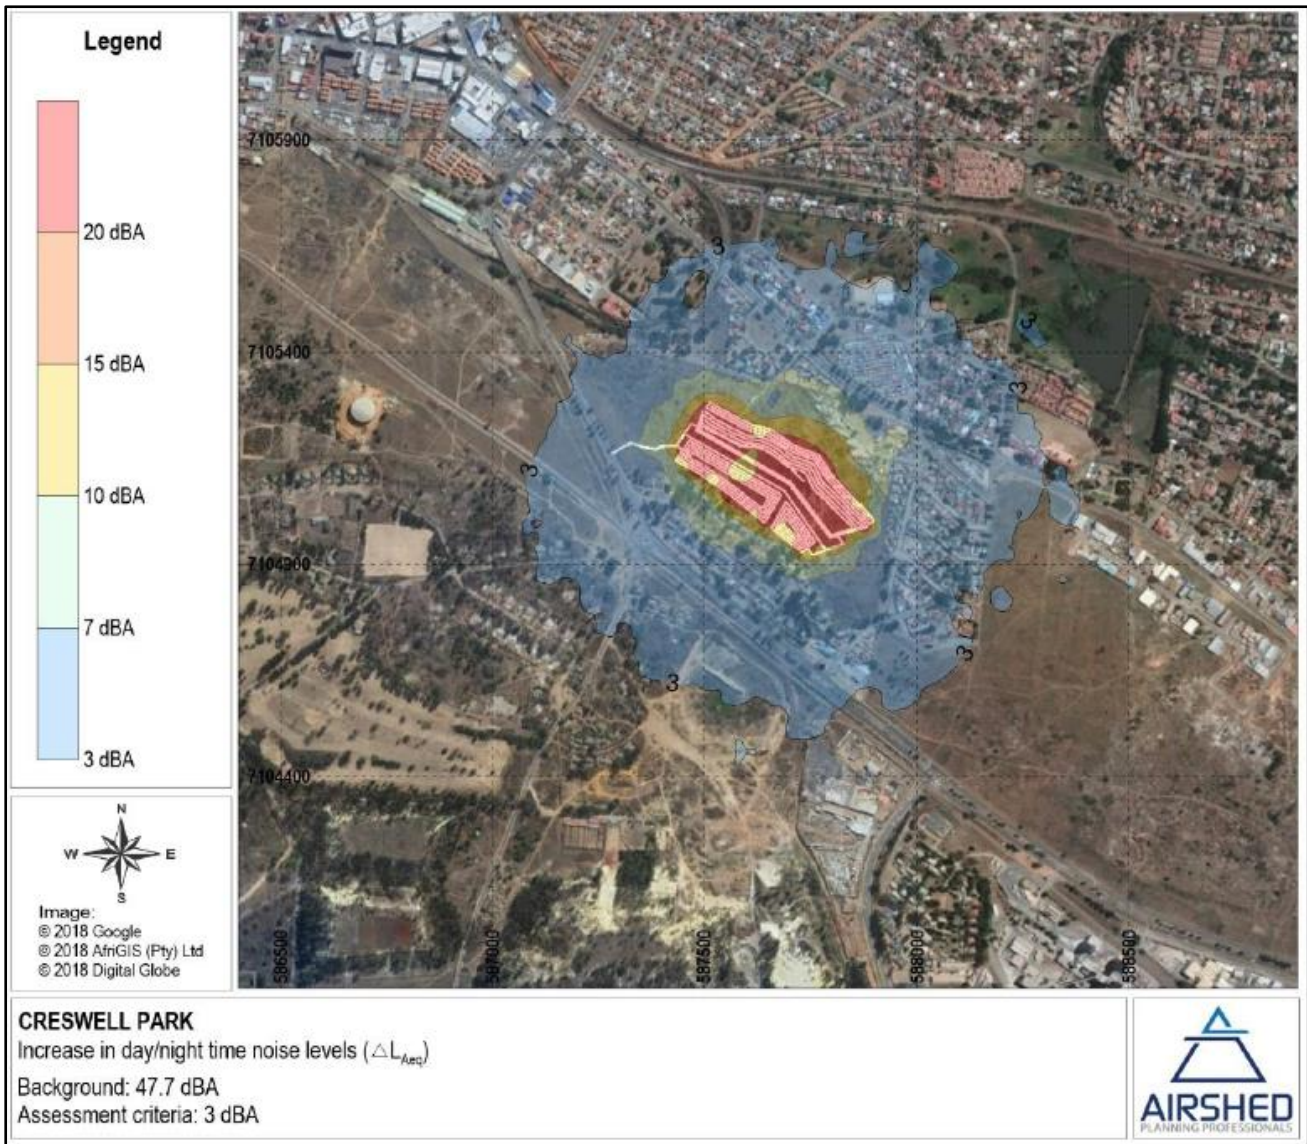 Legend
20 dBA
15 dBA
10 dBA
7 dBA
3 dBA
7105900
7105400
7104900
7104400
586500
587000
587500
588000
588500
3
3
3
3
3
3
N
W
E
S
Image:
© 2018 Google
© 2018 AfriGIS (Pty) Ltd
© 2018 Digital Globe
CRESWELL PARK
Increase in day/night time noise levels (△LAeq)
Background: 47.7 dBA
Assessment criteria: 3 dBA
AIRSHED
PLANNING PROFESSIONALS